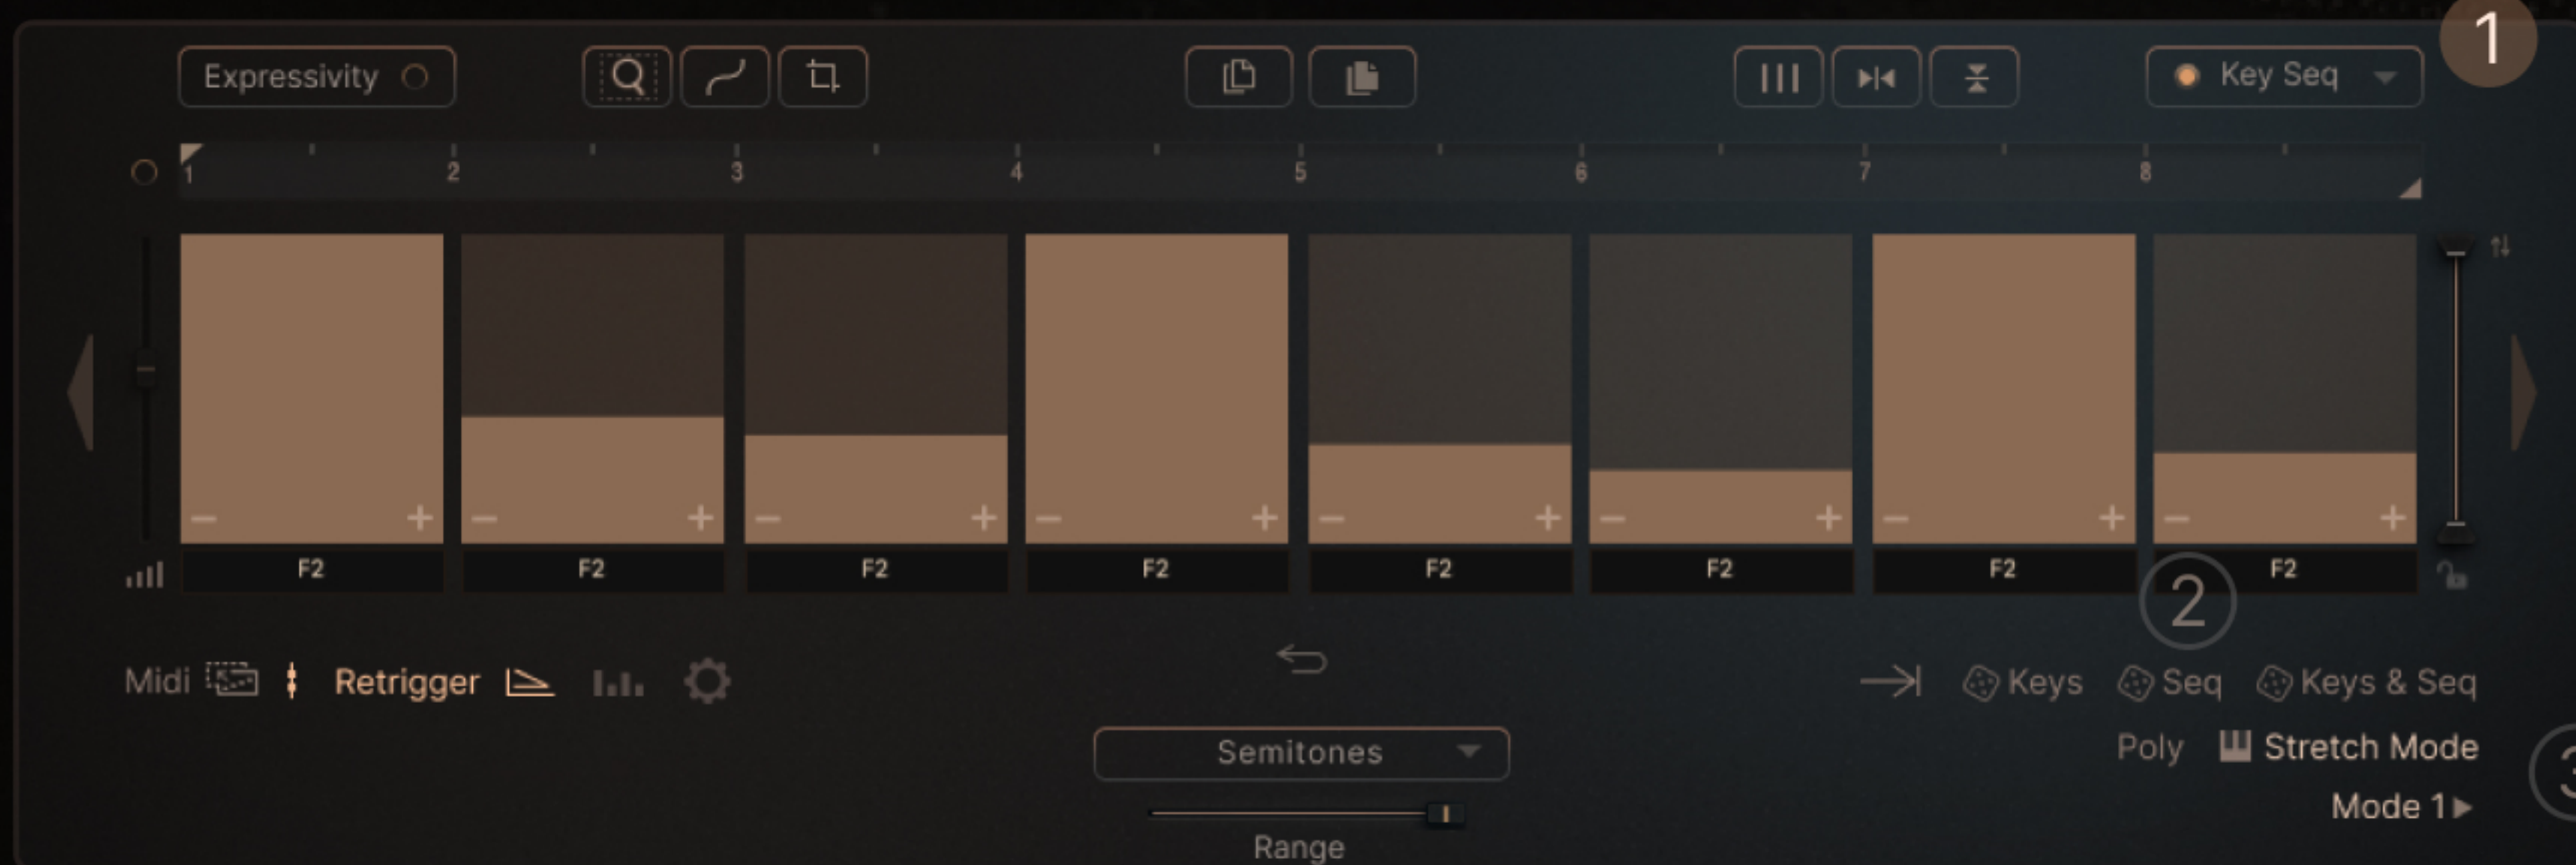 1
Expressivity
Key Seq
1 2 3 4 5 6 7 8
F2 F2 F2 F2 F2 F2 F2 F2
2
Midi Retrigger
Keys Seq Keys & Seq
Semitones
Poly Stretch Mode
3
Mode 1
Range